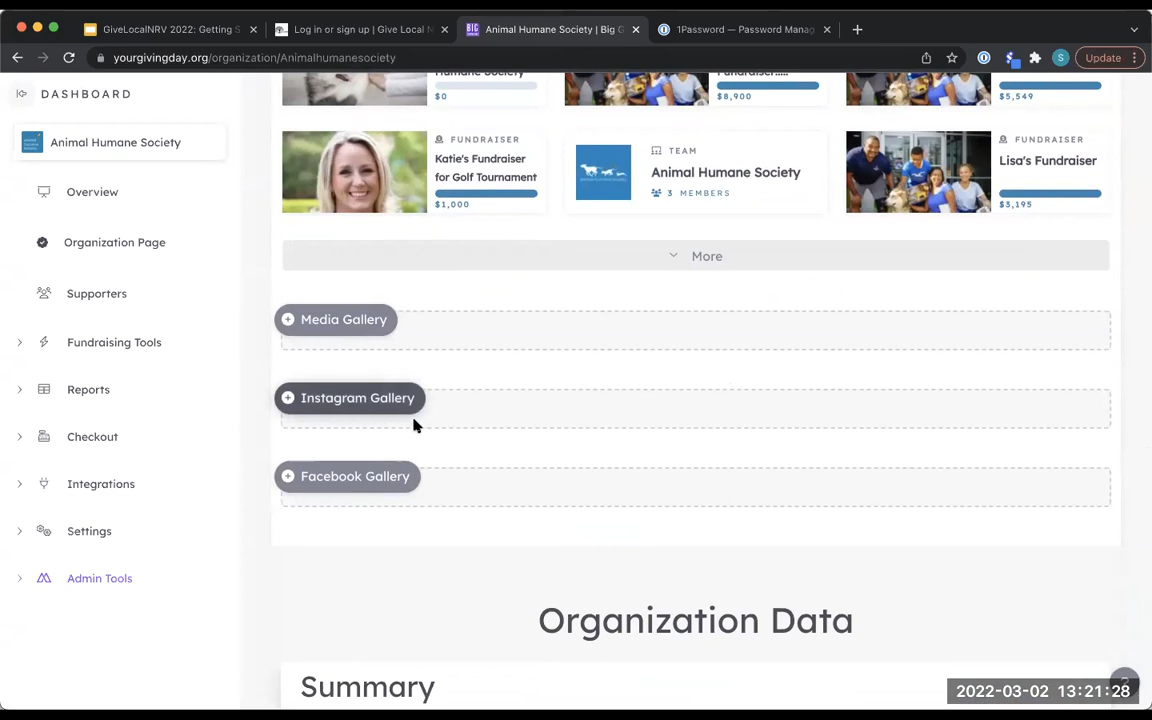 GiveLocalNRV 2022: Getting S
Log in or sign up | Give Local N
Animal Humane Society | Big G
1Password — Password Manag
yourgivingday.org/organization/Animalhumanesociety
S
Update
DASHBOARD
Animal Humane Society
Overview
Organization Page
Supporters
Fundraising Tools
Reports
Checkout
Integrations
Settings
Admin Tools
Humane Society
$0
Fundraiser.....
$8,900
$5,549
FUNDRAISER
Katie's Fundraiser
for Golf Tournament
$1,000
TEAM
Animal Humane Society
3 MEMBERS
FUNDRAISER
Lisa's Fundraiser
$3,195
More
Media Gallery
Instagram Gallery
Facebook Gallery
Organization Data
Summary
2022-03-02 13:21:28